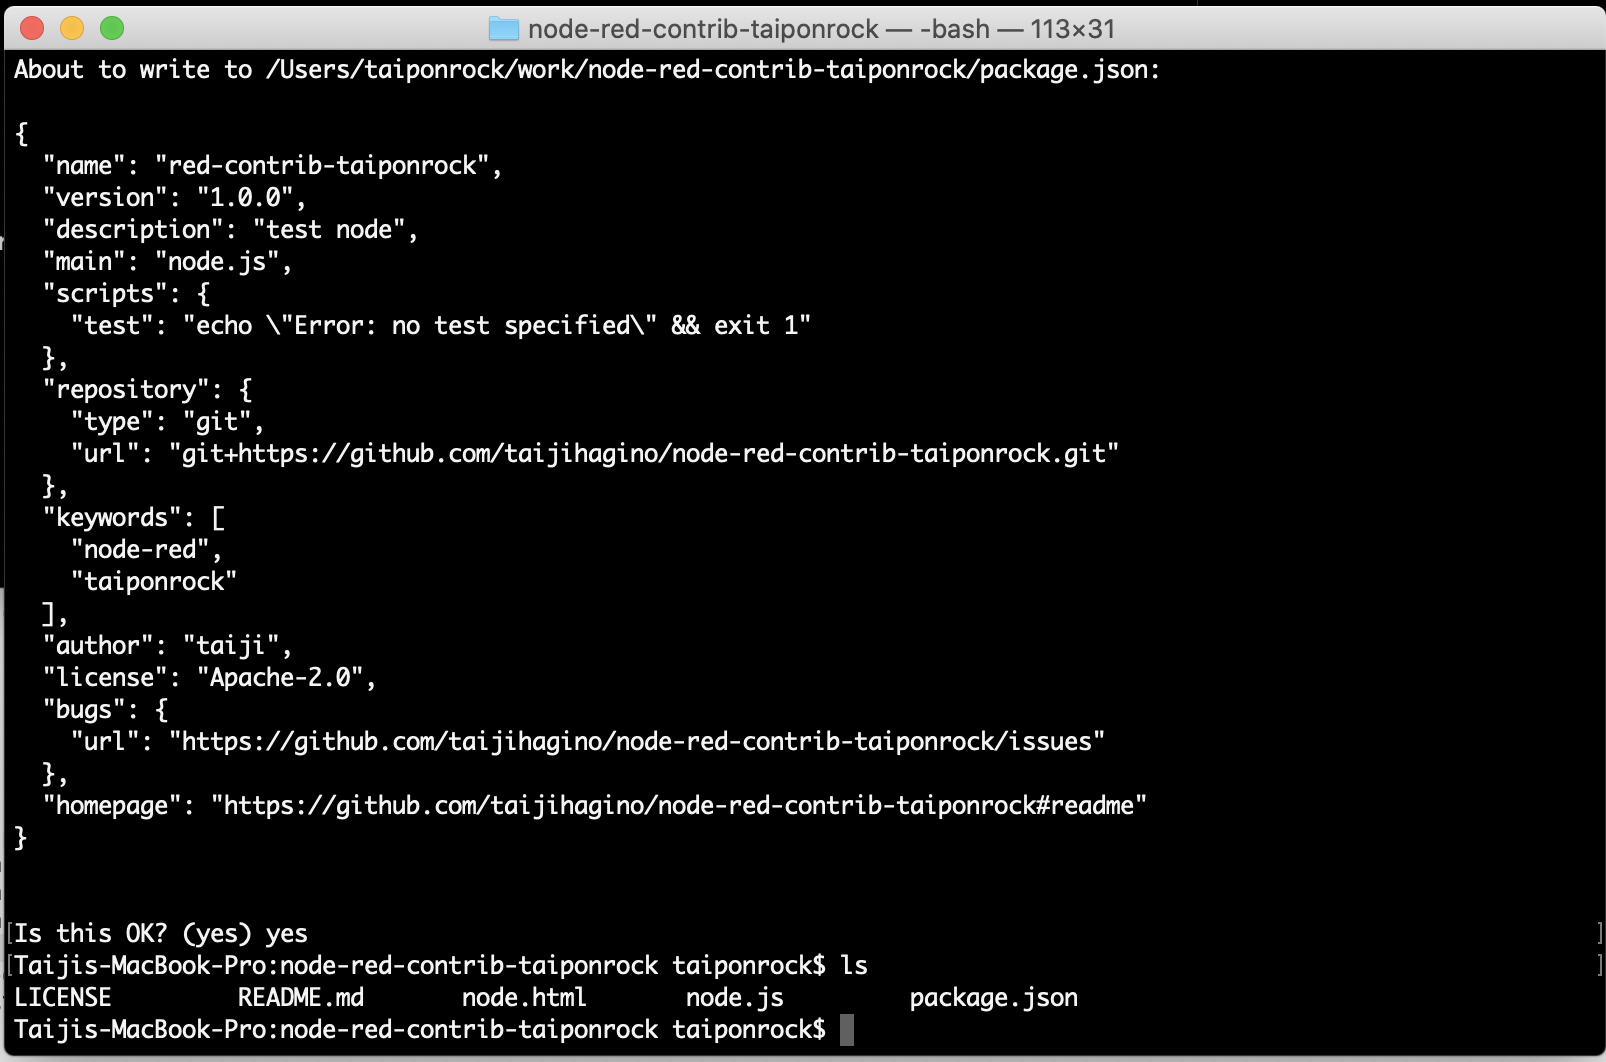 node-red-contrib-taiponrock — -bash — 113×31
About to write to /Users/taiponrock/work/node-red-contrib-taiponrock/package.json:
{
  "name": "red-contrib-taiponrock",
  "version": "1.0.0",
  "description": "test node",
  "main": "node.js",
  "scripts": {
    "test": "echo \"Error: no test specified\" && exit 1"
  },
  "repository": {
    "type": "git",
    "url": "git+https://github.com/taijihagino/node-red-contrib-taiponrock.git"
  },
  "keywords": [
    "node-red",
    "taiponrock"
  ],
  "author": "taiji",
  "license": "Apache-2.0",
  "bugs": {
    "url": "https://github.com/taijihagino/node-red-contrib-taiponrock/issues"
  },
  "homepage": "https://github.com/taijihagino/node-red-contrib-taiponrock#readme"
}
[Is this OK? (yes) yes ]
[Taijis-MacBook-Pro:node-red-contrib-taiponrock taiponrock$ ls ]
LICENSE         README.md       node.html       node.js         package.json
Taijis-MacBook-Pro:node-red-contrib-taiponrock taiponrock$